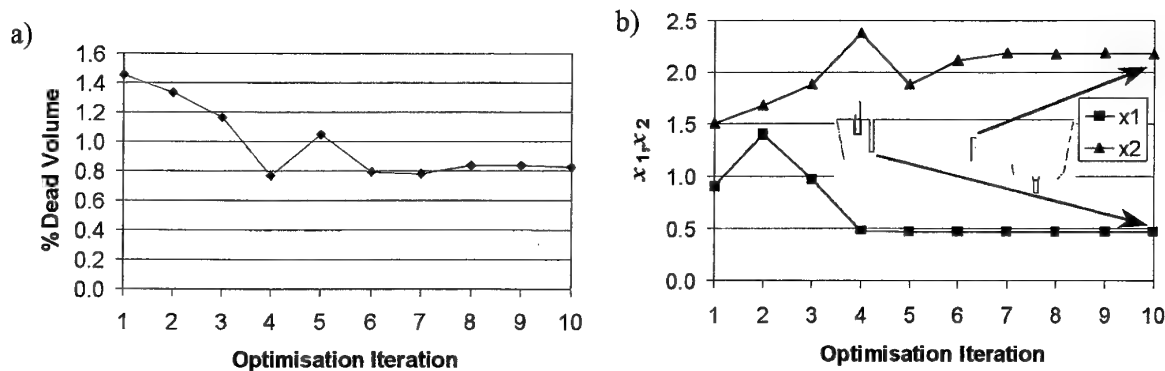 a)
1.6
1.4
1.2
1.0
0.8
0.6
0.4
0.2
0.0
%Dead Volume
1 2 3 4 5 6 7 8 9 10
Optimisation Iteration
b)
2.5
2.0
1.5
1.0
0.5
0.0
x1,x2
x1
x2
1 2 3 4 5 6 7 8 9 10
Optimisation Iteration